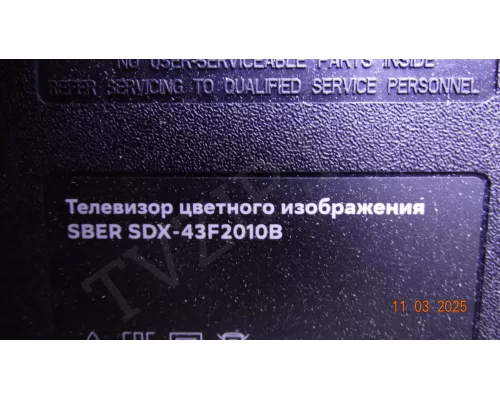 NO USER-SERVICEABLE PARTS INSIDE
REFER SERVICING TO QUALIFIED SERVICE PERSONNEL
Телевизор цветного изображения
SBER SDX-43F2010B
11 03 2025